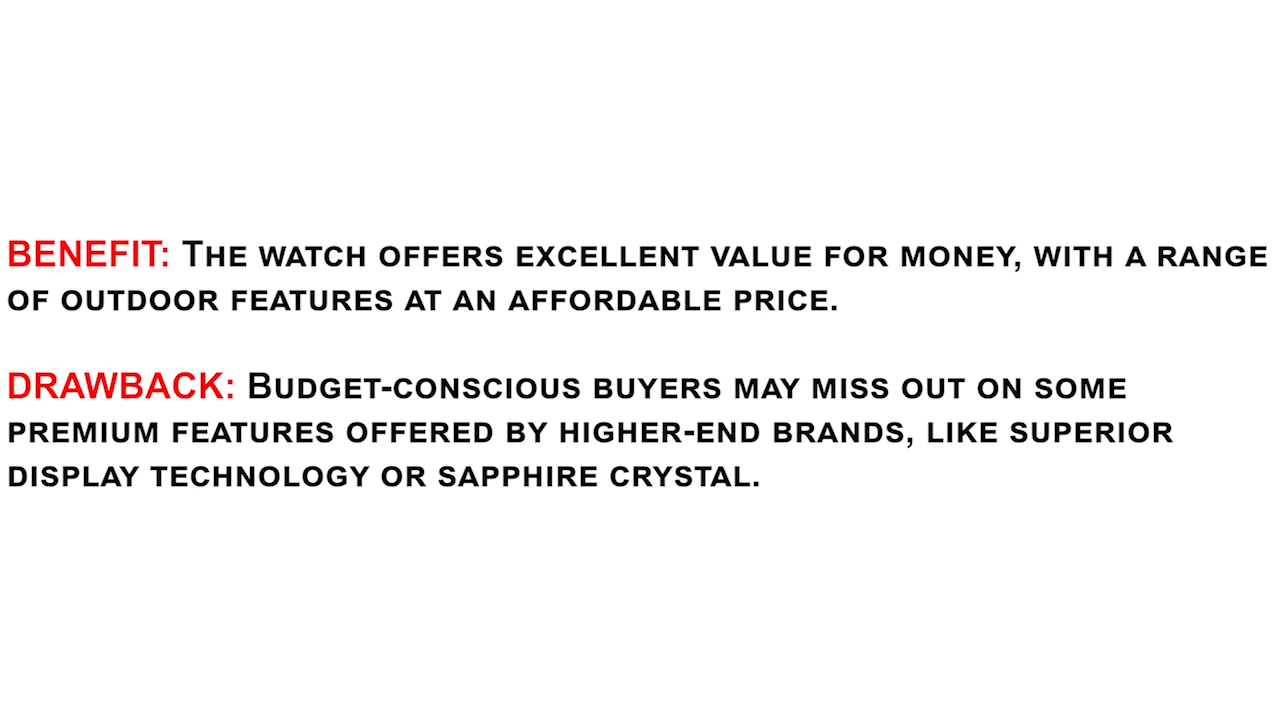 BENEFIT: The watch offers excellent value for money, with a range
of outdoor features at an affordable price.
DRAWBACK: Budget-conscious buyers may miss out on some
premium features offered by higher-end brands, like superior
display technology or sapphire crystal.